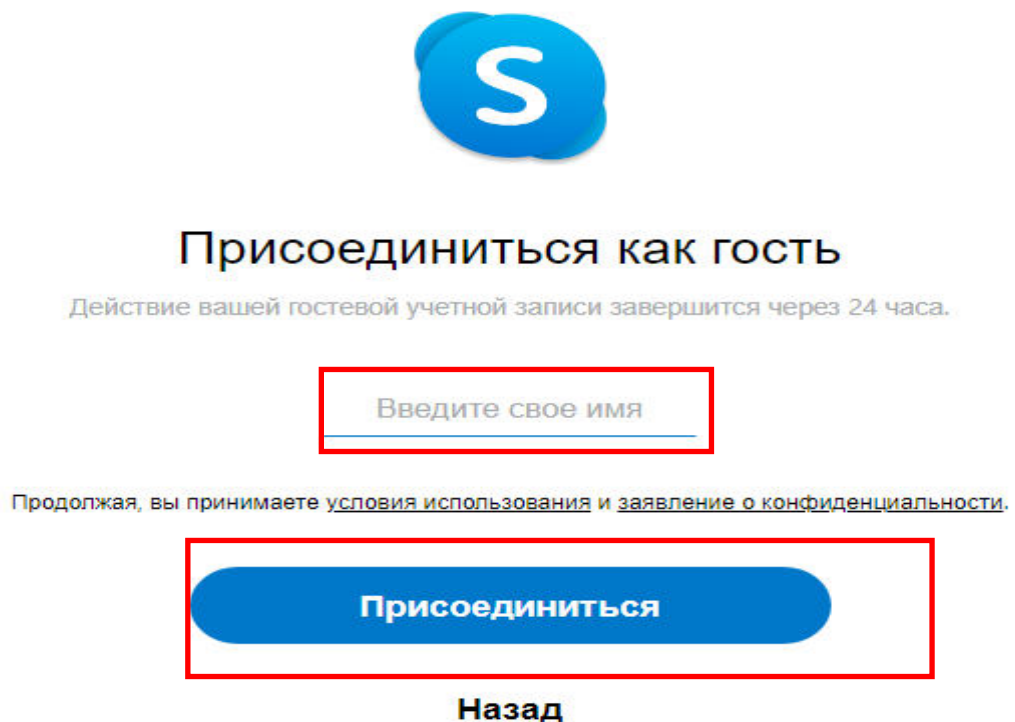 S
Присоединиться как гость
Действие вашей гостевой учетной записи завершится через 24 часа.
Введите свое имя
Продолжая, вы принимаете условия использования и заявление о конфиденциальности.
Присоединиться
Назад